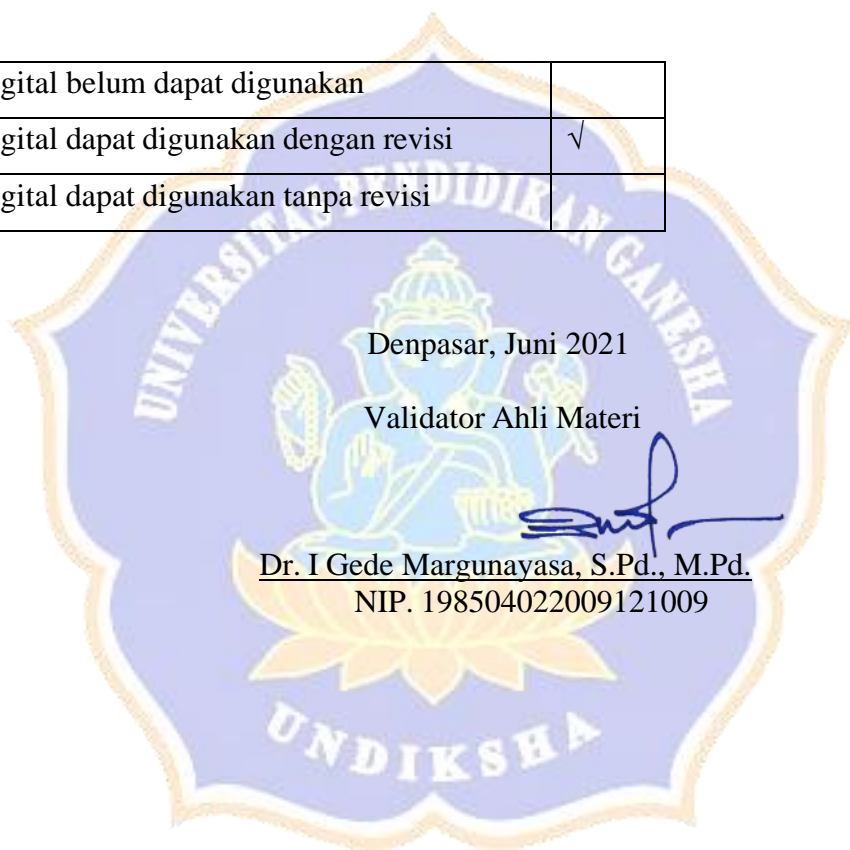 gital belum dapat digunakan
gital dapat digunakan dengan revisi √
gital dapat digunakan tanpa revisi
UNIVERSITAS PENDIDIKAN GANESHA
Denpasar, Juni 2021
Validator Ahli Materi
Dr. I Gede Margunayasa, S.Pd., M.Pd.
NIP. 198504022009121009
UNDIKSHA